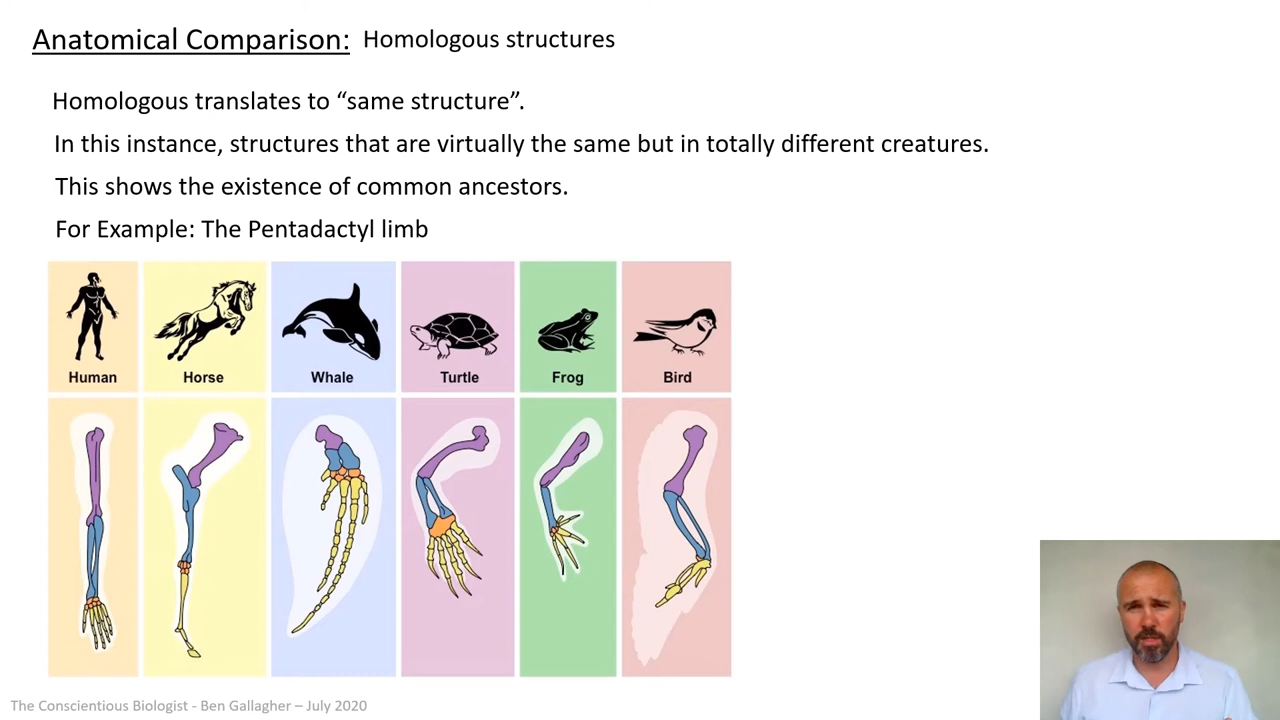 Anatomical Comparison: Homologous structures
Homologous translates to “same structure”.
In this instance, structures that are virtually the same but in totally different creatures.
This shows the existence of common ancestors.
For Example: The Pentadactyl limb
Human Horse Whale Turtle Frog Bird
The Conscientious Biologist - Ben Gallagher – July 2020